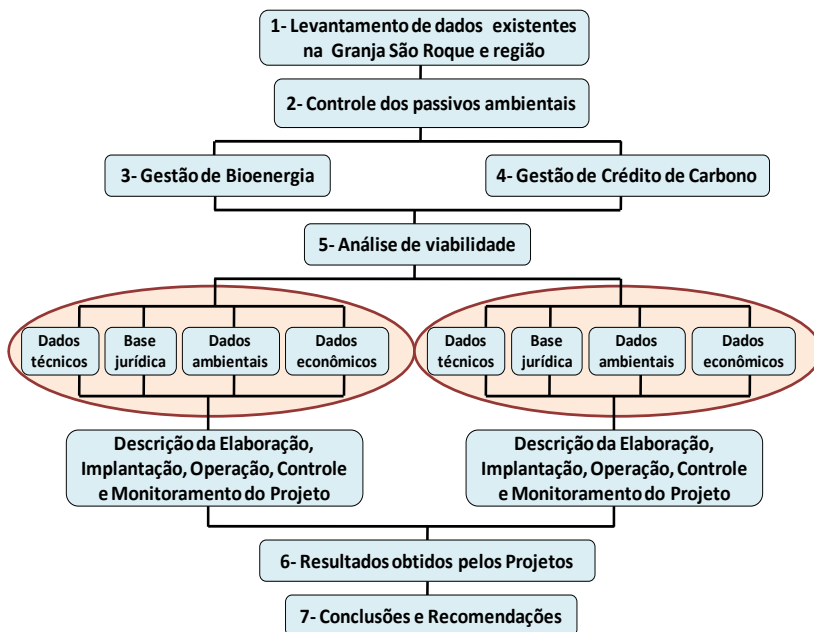 1- Levantamento de dados existentes
na Granja São Roque e região
2- Controle dos passivos ambientais
3- Gestão de Bioenergia
4- Gestão de Crédito de Carbono
5- Análise de viabilidade
Dados
técnicos
Base
jurídica
Dados
ambientais
Dados
econômicos
Dados
técnicos
Base
jurídica
Dados
ambientais
Dados
econômicos
Descrição da Elaboração,
Implantação, Operação, Controle
e Monitoramento do Projeto
Descrição da Elaboração,
Implantação, Operação, Controle
e Monitoramento do Projeto
6- Resultados obtidos pelos Projetos
7- Conclusões e Recomendações